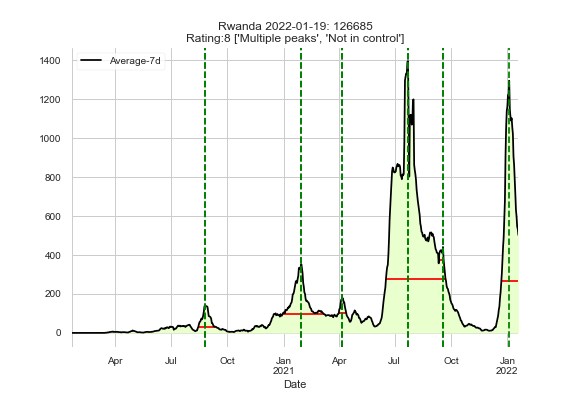 Rwanda 2022-01-19: 126685
Rating:8 ['Multiple peaks', 'Not in control']
Average-7d
1400
1200
1000
800
600
400
200
0
Apr Jul Oct Jan Apr Jul Oct Jan
2021 2022
Date